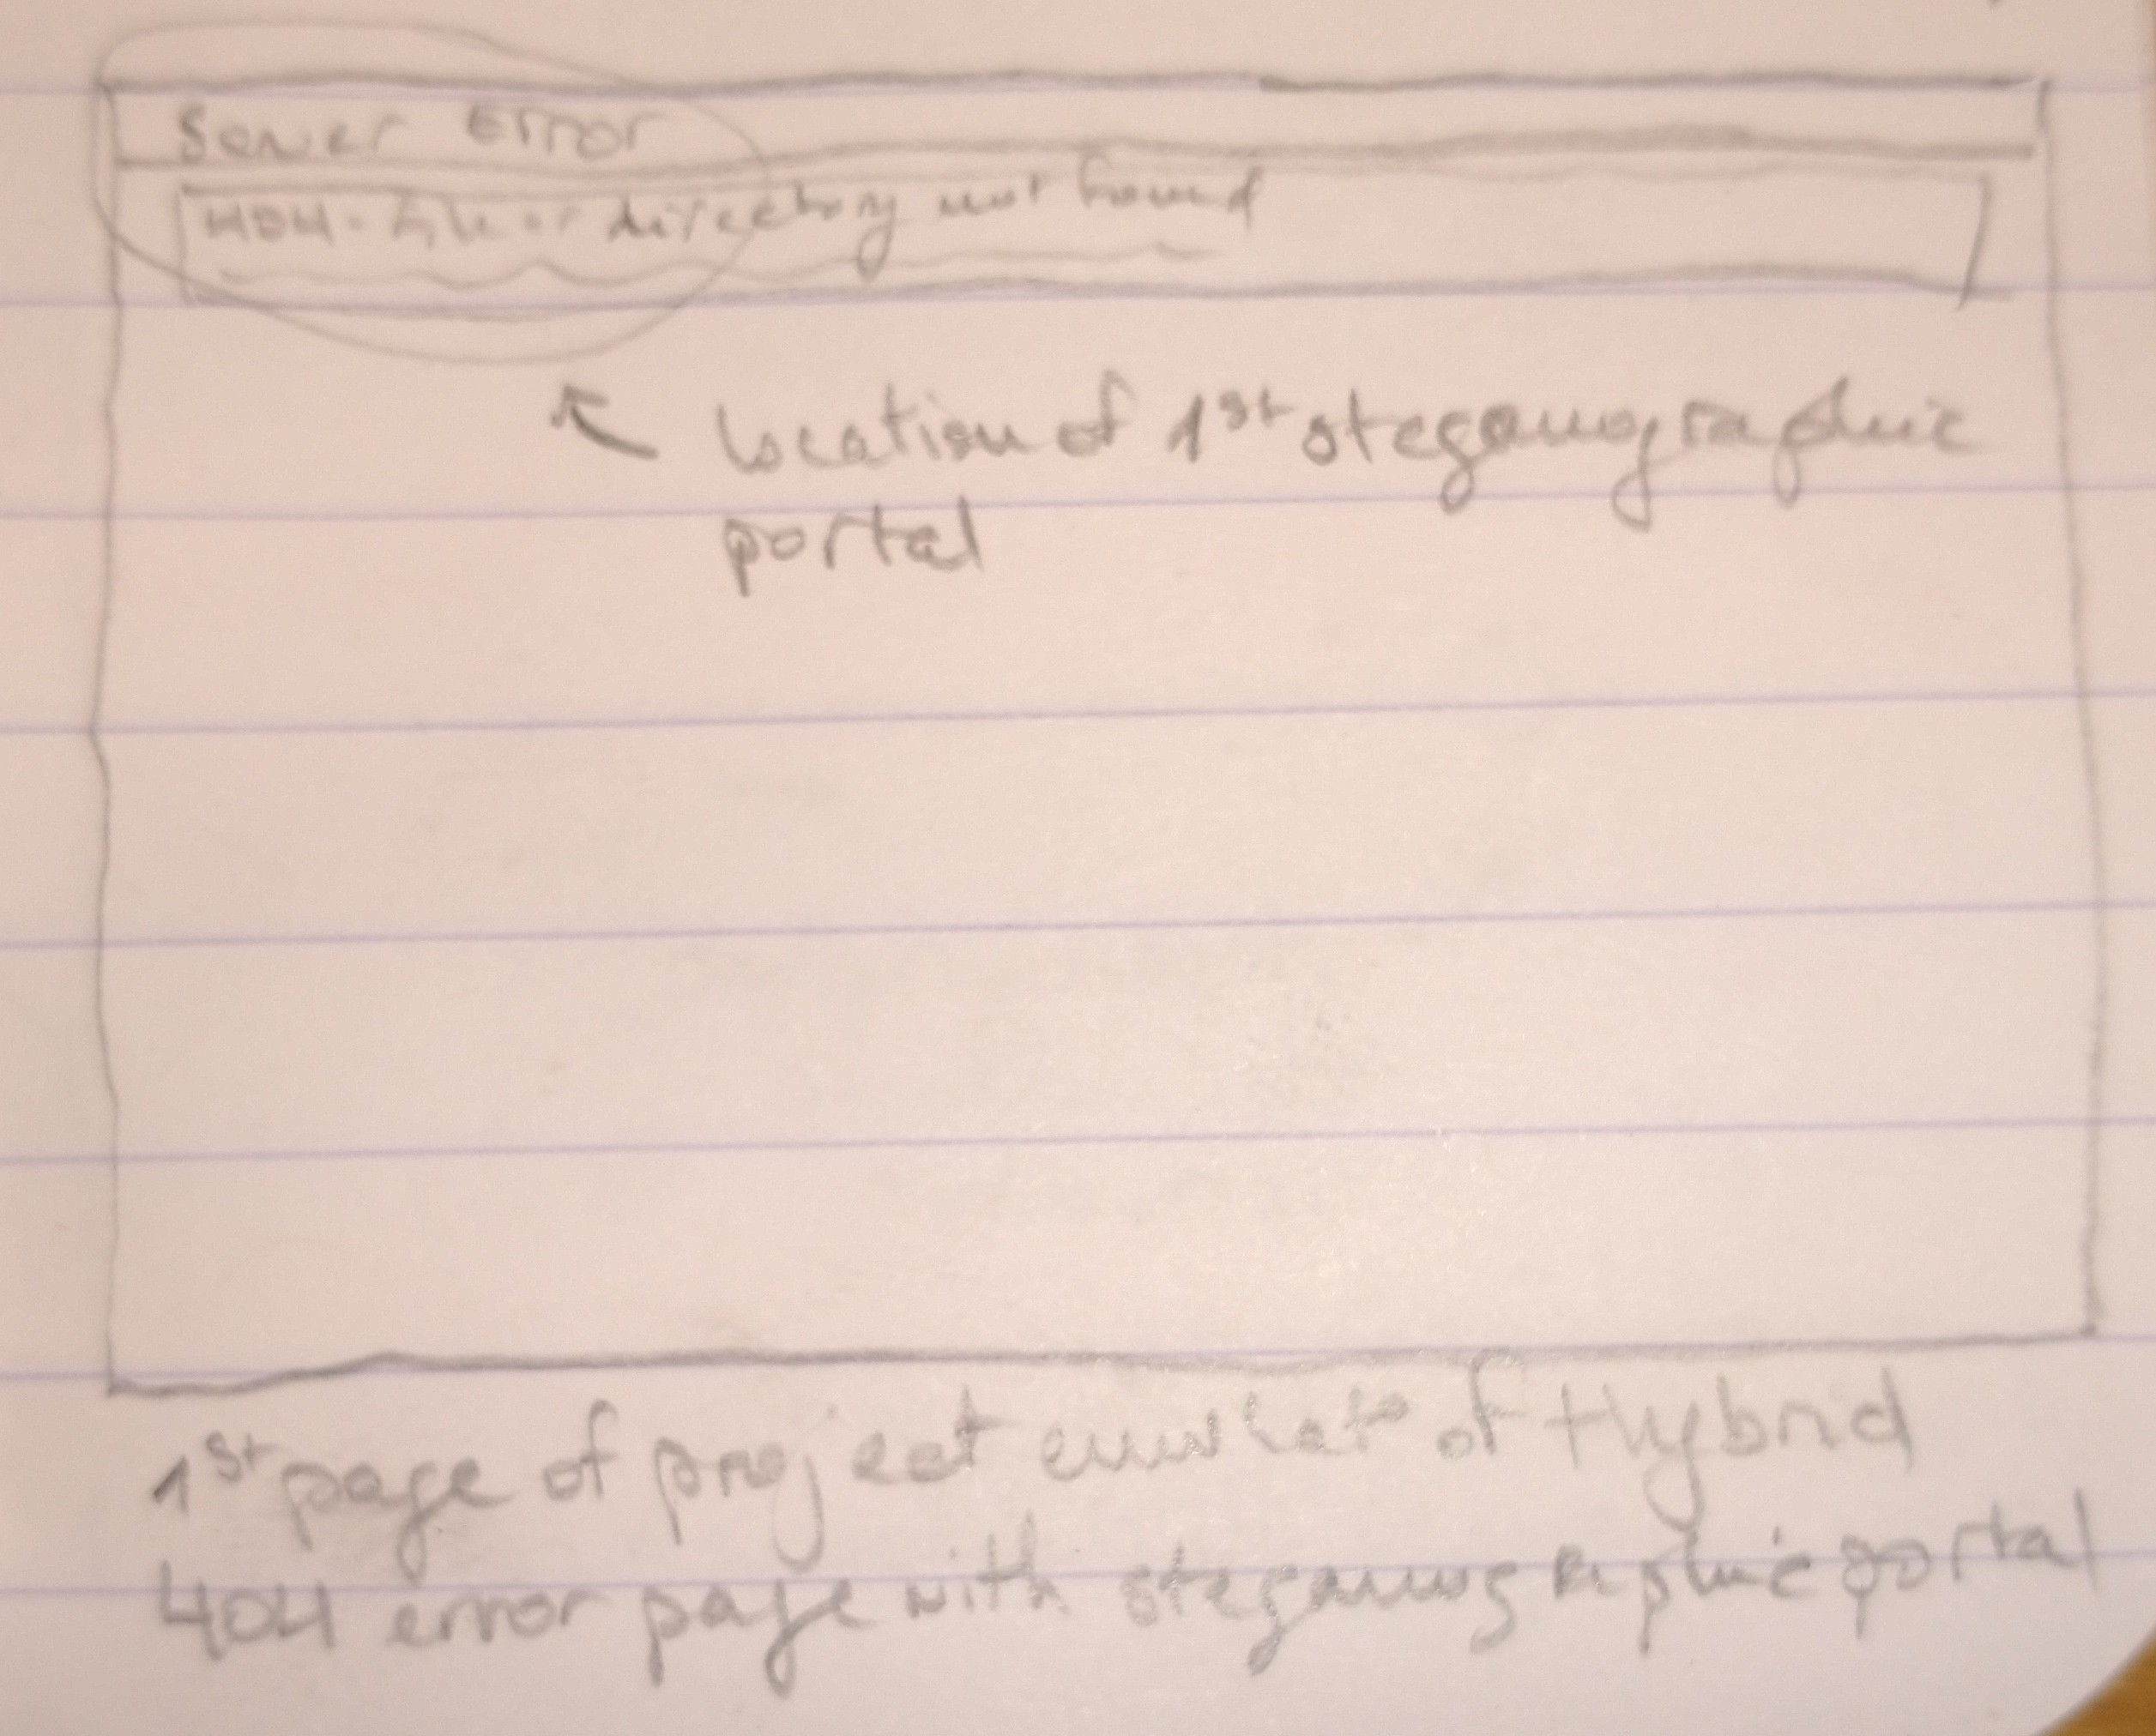 Server Error
404 - File or directory not found
location of 1st steganographic
portal
1st page of project of Hybrid
404 error page with steganographic portal